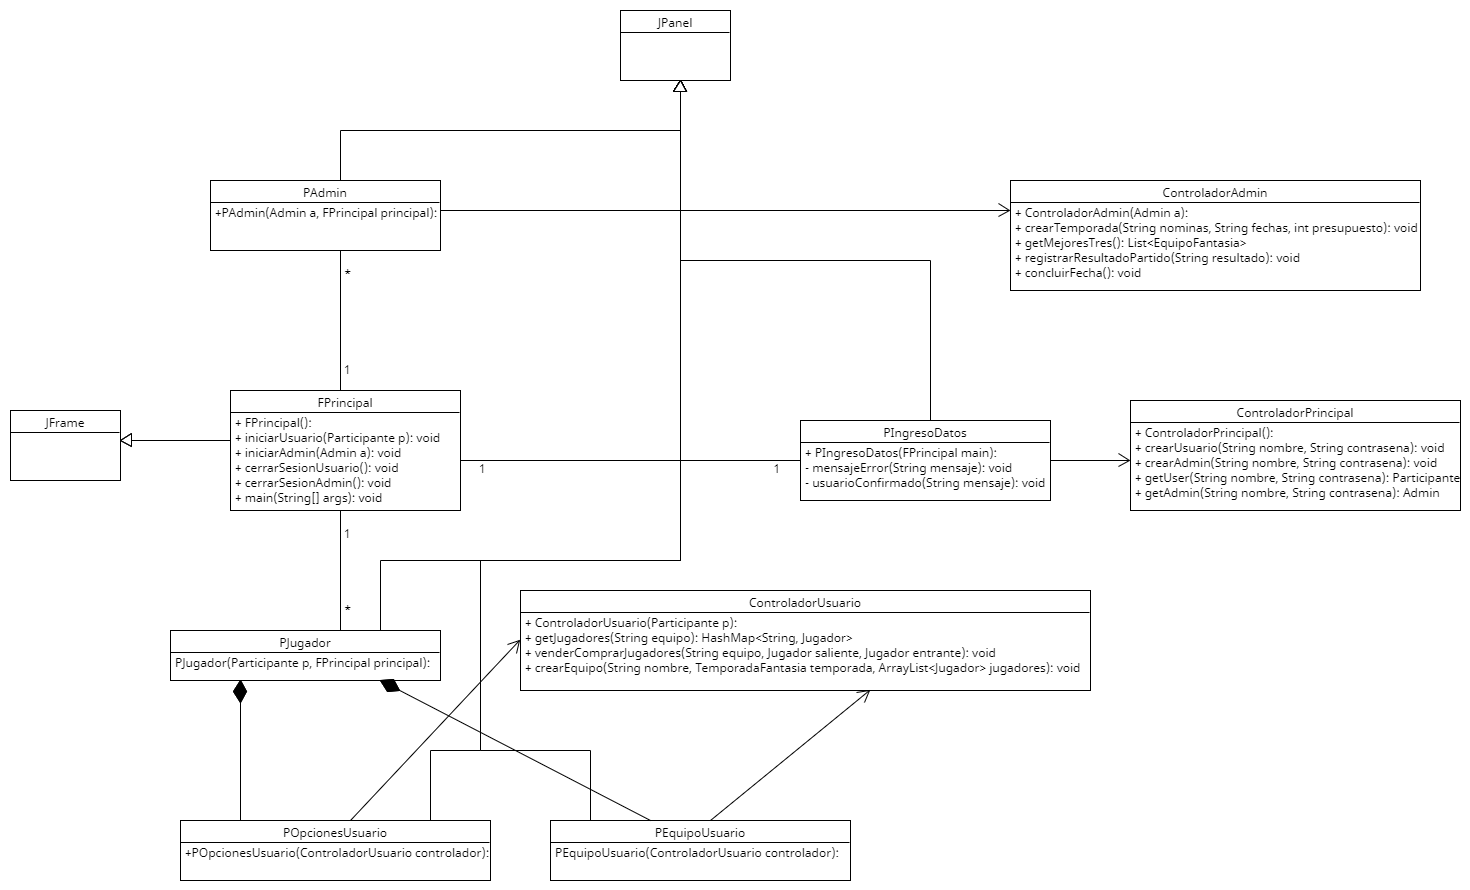 JPanel
PAdmin
+PAdmin(Admin a, FPrincipal principal):
ControladorAdmin
+ ControladorAdmin(Admin a):
+ crearTemporada(String nominas, String fechas, int presupuesto): void
+ getMejoresTres(): List<EquipoFantasia>
+ registrarResultadoPartido(String resultado): void
+ concluirFecha(): void
*
1
JFrame
FPrincipal
+ FPrincipal():
+ iniciarUsuario(Participante p): void
+ iniciarAdmin(Admin a): void
+ cerrarSesionUsuario(): void
+ cerrarSesionAdmin(): void
+ main(String[] args): void
1
1
PIngresoDatos
+ PIngresoDatos(FPrincipal main):
- mensajeError(String mensaje): void
- usuarioConfirmado(String mensaje): void
ControladorPrincipal
+ ControladorPrincipal():
+ crearUsuario(String nombre, String contrasena): void
+ crearAdmin(String nombre, String contrasena): void
+ getUser(String nombre, String contrasena): Participante
+ getAdmin(String nombre, String contrasena): Admin
1
*
PJugador
PJugador(Participante p, FPrincipal principal):
ControladorUsuario
+ ControladorUsuario(Participante p):
+ getJugadores(String equipo): HashMap<String, Jugador>
+ venderComprarJugadores(String equipo, Jugador saliente, Jugador entrante): void
+ crearEquipo(String nombre, TemporadaFantasia temporada, ArrayList<Jugador> jugadores): void
POpcionesUsuario
+POpcionesUsuario(ControladorUsuario controlador):
PEquipoUsuario
PEquipoUsuario(ControladorUsuario controlador):